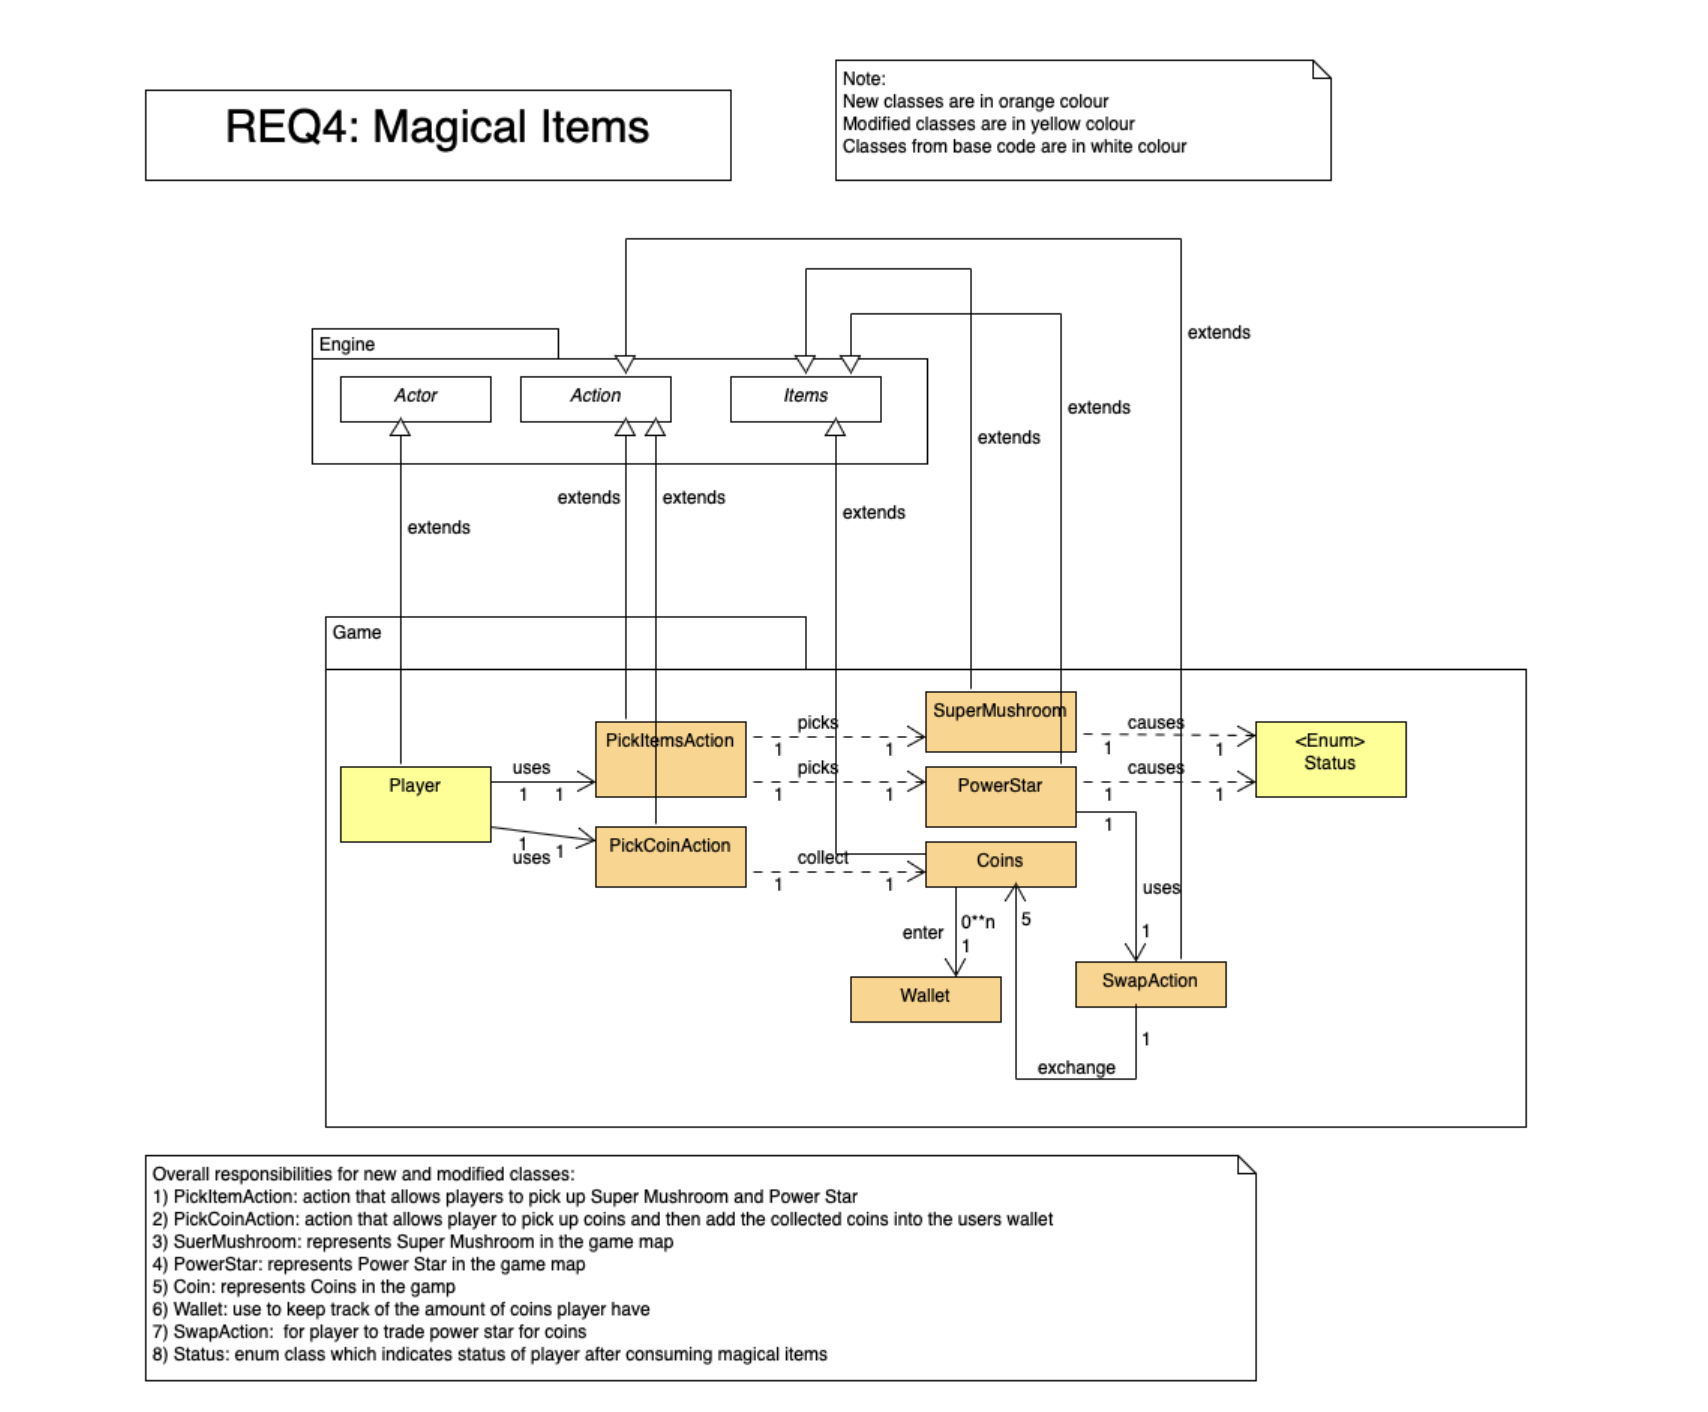 REQ4: Magical Items
Note:
New classes are in orange colour
Modified classes are in yellow colour
Classes from base code are in white colour
extends
Engine
Actor
Action
Items
extends
extends
extends
extends
extends
extends
Game
SuperMushroom
picks
causes
PickItemsAction
1
1
1
1
<Enum>
Status
uses
picks
causes
Player
PowerStar
1
1
1
1
1
1
1
1
uses
1
PickCoinAction
collect
Coins
1
1
uses
enter
0**n
5
1
1
SwapAction
Wallet
1
exchange
Overall responsibilities for new and modified classes:
1) PickItemAction: action that allows players to pick up Super Mushroom and Power Star
2) PickCoinAction: action that allows player to pick up coins and then add the collected coins into the users wallet
3) SuerMushroom: represents Super Mushroom in the game map
4) PowerStar: represents Power Star in the game map
5) Coin: represents Coins in the gamp
6) Wallet: use to keep track of the amount of coins player have
7) SwapAction:  for player to trade power star for coins
8) Status: enum class which indicates status of player after consuming magical items